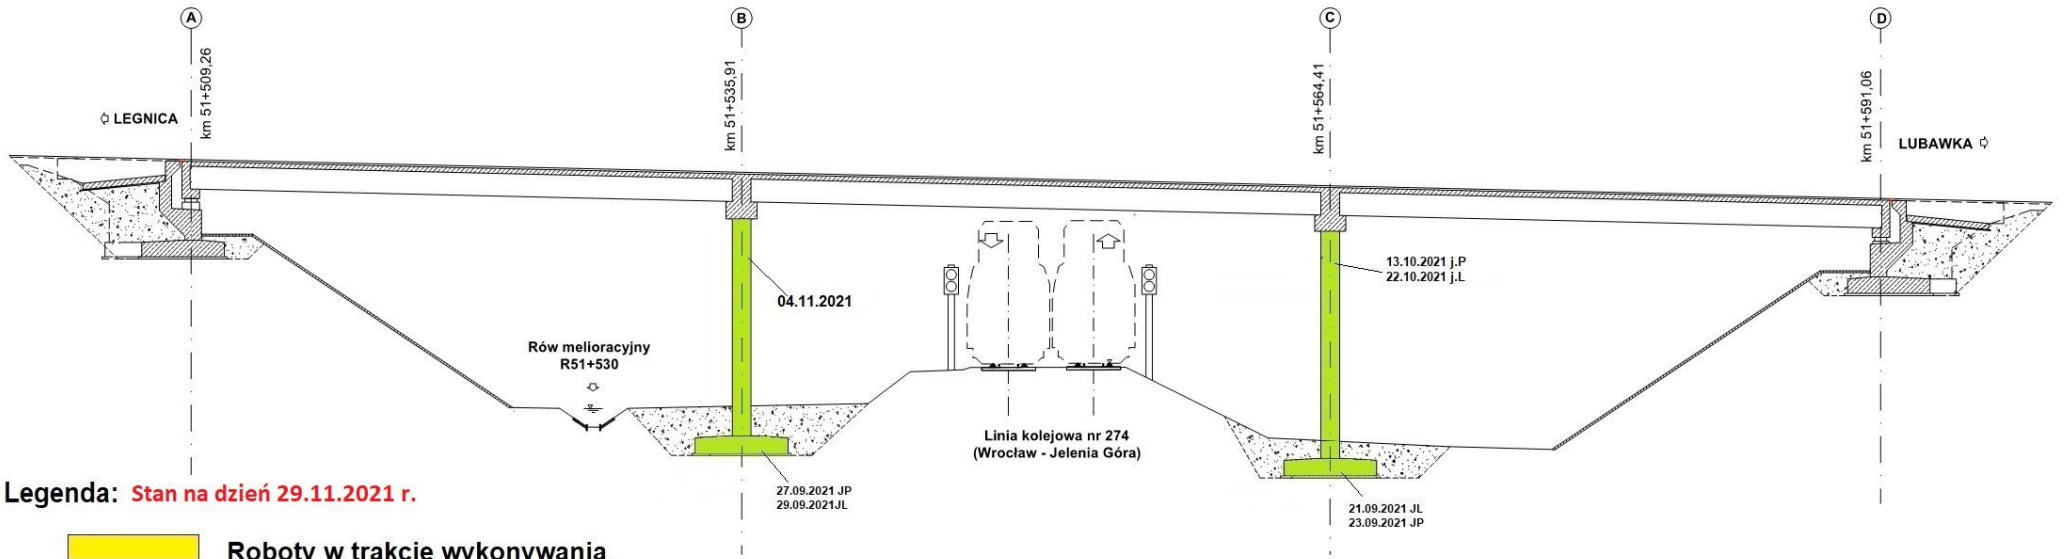 A
B
C
D
km 51+509,26
km 51+535,91
km 51+564,41
km 51+591,06
LEGNICA
LUBAWKA
13.10.2021 j.P
22.10.2021 j.L
04.11.2021
Rów melioracyjny
R51+530
Linia kolejowa nr 274
(Wrocław - Jelenia Góra)
27.09.2021 JP
29.09.2021JL
21.09.2021 JL
23.09.2021 JP
Legenda: Stan na dzień 29.11.2021 r.
Roboty w trakcie wykonywania